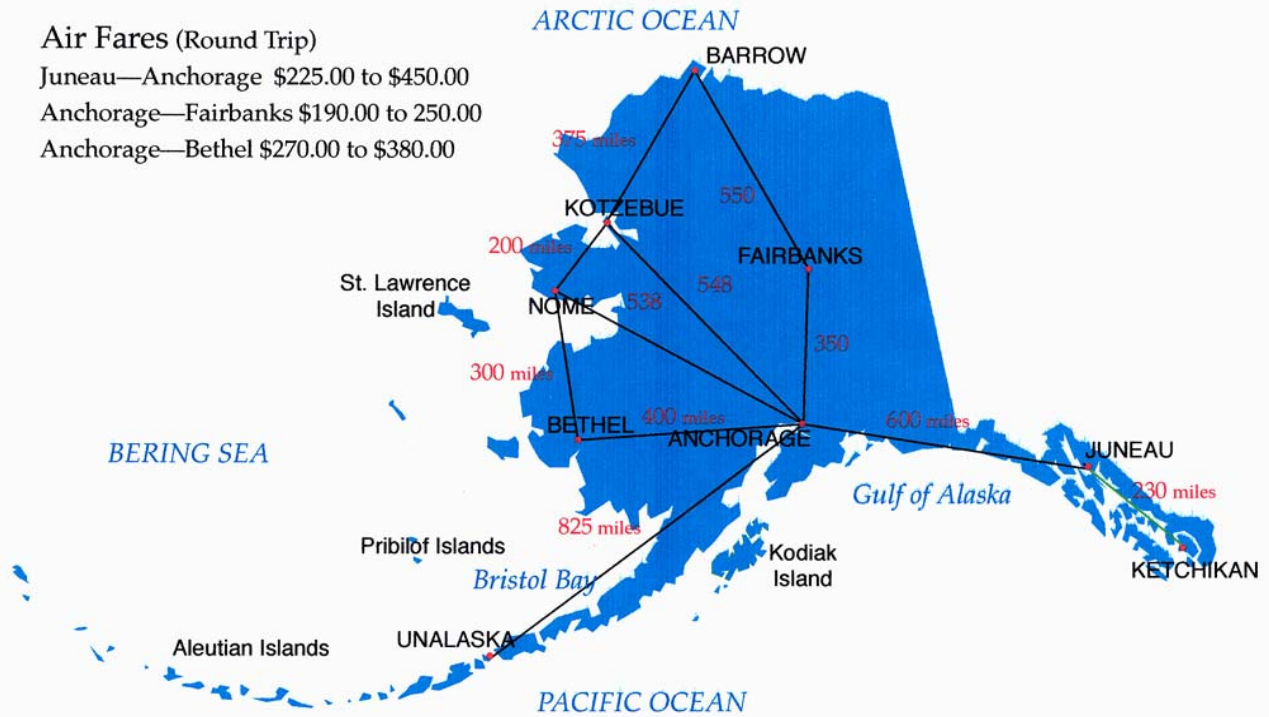 ARCTIC OCEAN
Air Fares (Round Trip)
Juneau—Anchorage $225.00 to $450.00
Anchorage—Fairbanks $190.00 to 250.00
Anchorage—Bethel $270.00 to $380.00
BARROW
375 miles
550
KOTZEBUE
200 miles
FAIRBANKS
548
St. Lawrence
Island
538
NOME
350
300 miles
400 miles
600 miles
BETHEL
ANCHORAGE
BERING SEA
JUNEAU
230 miles
Gulf of Alaska
825 miles
Pribilof Islands
Kodiak
Island
KETCHIKAN
Bristol Bay
UNALASKA
Aleutian Islands
PACIFIC OCEAN